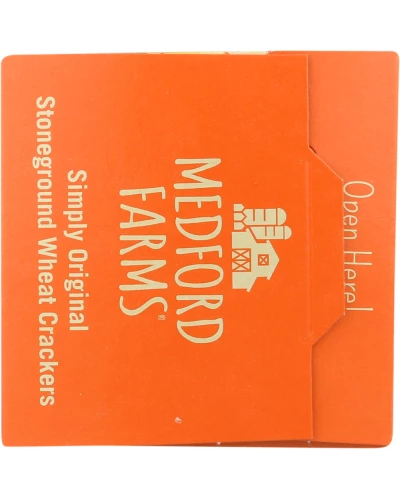 Open Here!
MEDFORD
FARMS®
Simply Original
Stoneground Wheat Crackers